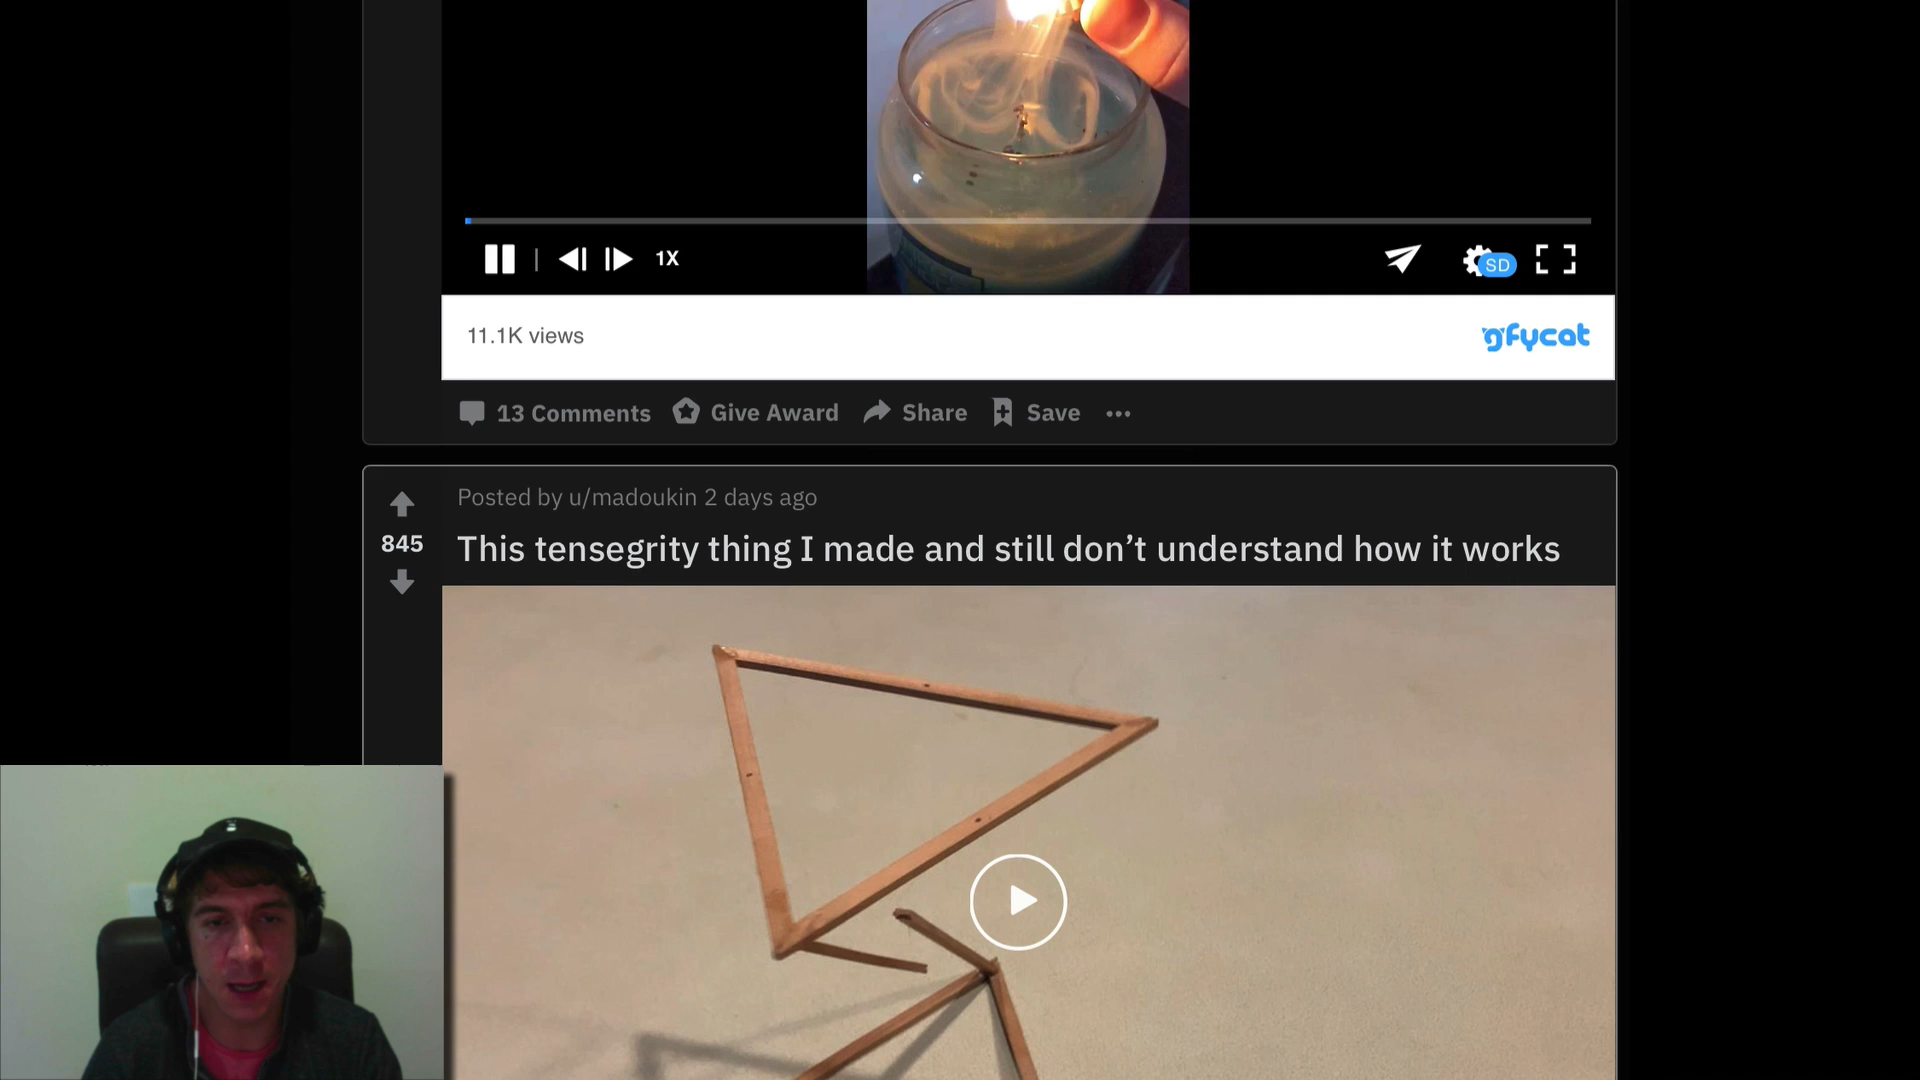 1X
SD
11.1K views
gfycat
13 Comments
Give Award
Share
Save
Posted by u/madoukin 2 days ago
845
This tensegrity thing I made and still don’t understand how it works